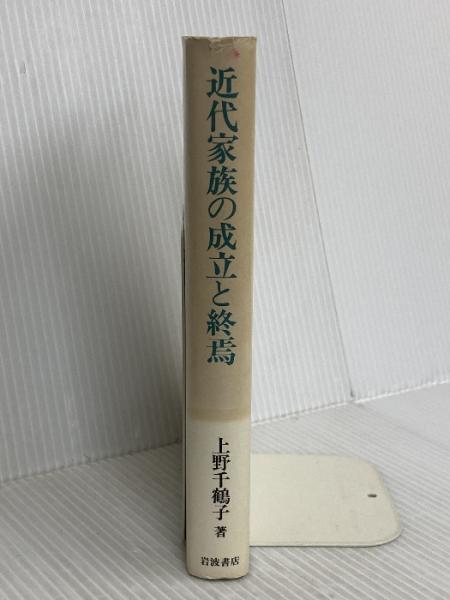 近代家族の成立と終焉
上野千鶴子 著
岩波書店